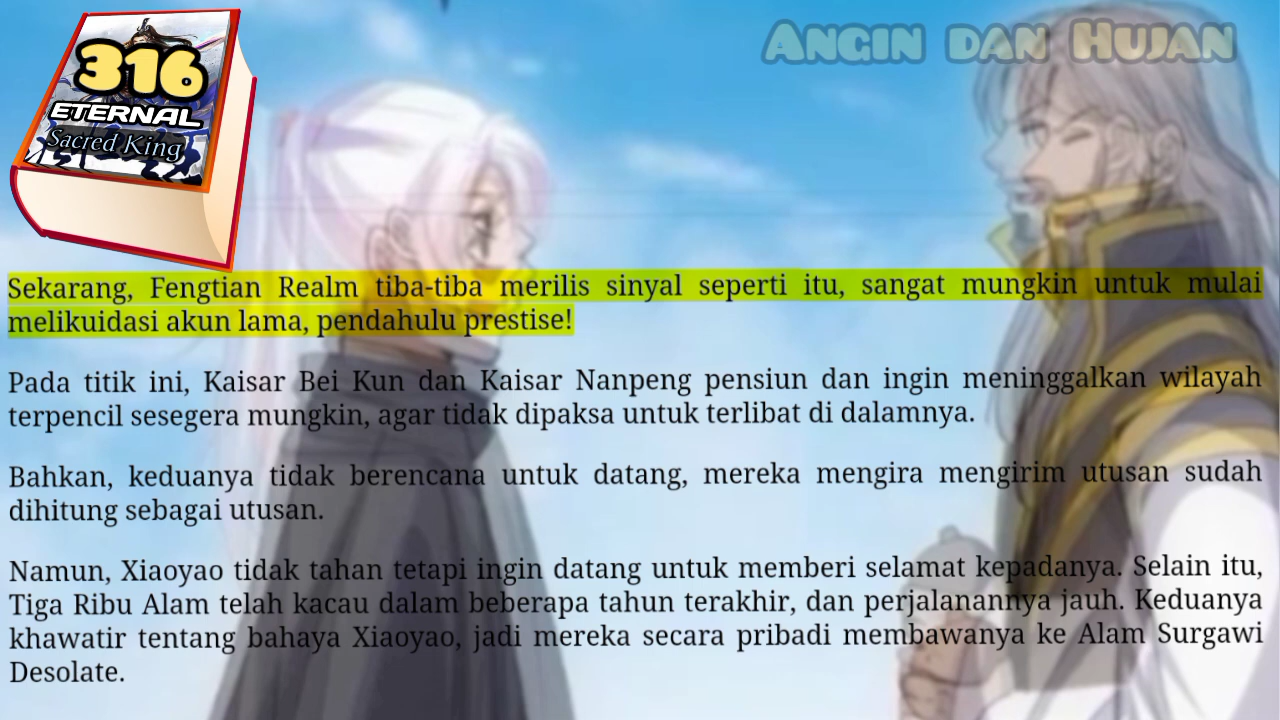 316
ETERNAL
Sacred King
Angin dan Hujan
Sekarang, Fengtian Realm tiba-tiba merilis sinyal seperti itu, sangat mungkin untuk mulai
melikuidasi akun lama, pendahulu prestise!
Pada titik ini, Kaisar Bei Kun dan Kaisar Nanpeng pensiun dan ingin meninggalkan wilayah
terpencil sesegera mungkin, agar tidak dipaksa untuk terlibat di dalamnya.
Bahkan, keduanya tidak berencana untuk datang, mereka mengira mengirim utusan sudah
dihitung sebagai utusan.
Namun, Xiaoyao tidak tahan tetapi ingin datang untuk memberi selamat kepadanya. Selain itu,
Tiga Ribu Alam telah kacau dalam beberapa tahun terakhir, dan perjalanannya jauh. Keduanya
khawatir tentang bahaya Xiaoyao, jadi mereka secara pribadi membawanya ke Alam Surgawi
Desolate.